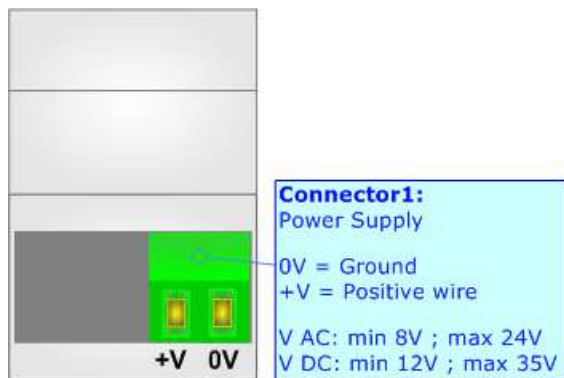 Connector1:
Power Supply
0V = Ground
+V = Positive wire
V AC: min 8V ; max 24V
V DC: min 12V ; max 35V
+V 0V